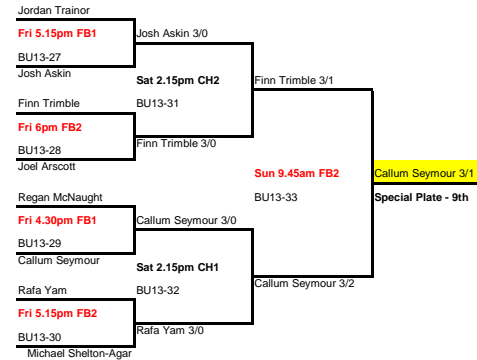 Jordan Trainor
Fri 5.15pm FB1
Josh Askin 3/0
BU13-27
Josh Askin
Sat 2.15pm CH2
Finn Trimble 3/1
Finn Trimble
BU13-31
Fri 6pm FB2
Finn Trimble 3/0
BU13-28
Joel Arscott
Sun 9.45am FB2
Callum Seymour 3/1
Regan McNaught
BU13-33
Special Plate - 9th
Fri 4.30pm FB1
Callum Seymour 3/0
BU13-29
Callum Seymour
Sat 2.15pm CH1
Callum Seymour 3/2
Rafa Yam
BU13-32
Fri 5.15pm FB2
Rafa Yam 3/0
BU13-30
Michael Shelton-Agar